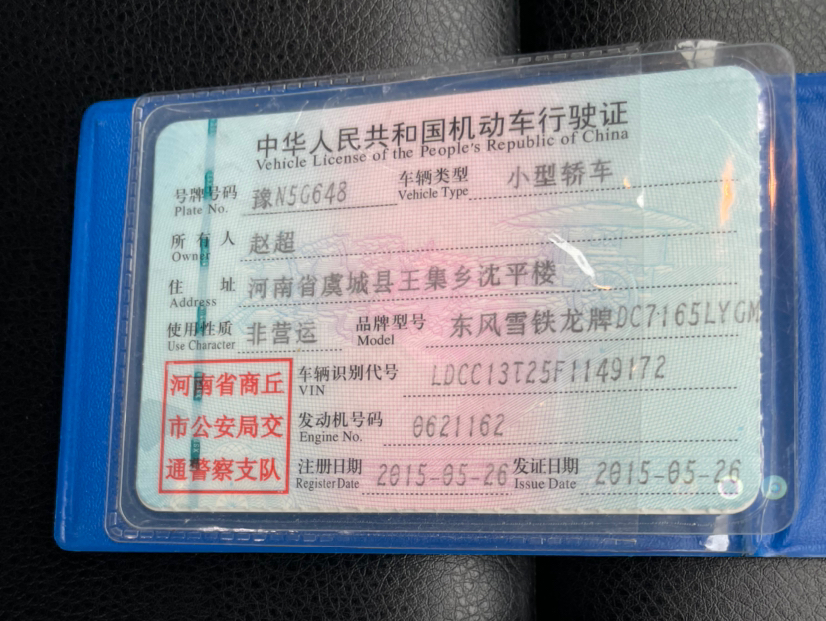 中华人民共和国机动车行驶证
Vehicle License of the People's Republic of China
号牌号码 豫N5G648 车辆类型 小型轿车
Plate No. Vehicle Type
所有人 赵超
Owner
住址 河南省虞城县王集乡沈平楼
Address
使用性质 非营运 品牌型号 东风雪铁龙牌DC7165LYGM
Use Character Model
河南省商丘
市公安局交
通警察支队
车辆识别代号 LDCC13T25F1149172
VIN
发动机号码 0621162
Engine No.
注册日期 2015-05-26 发证日期 2015-05-26
Register Date Issue Date